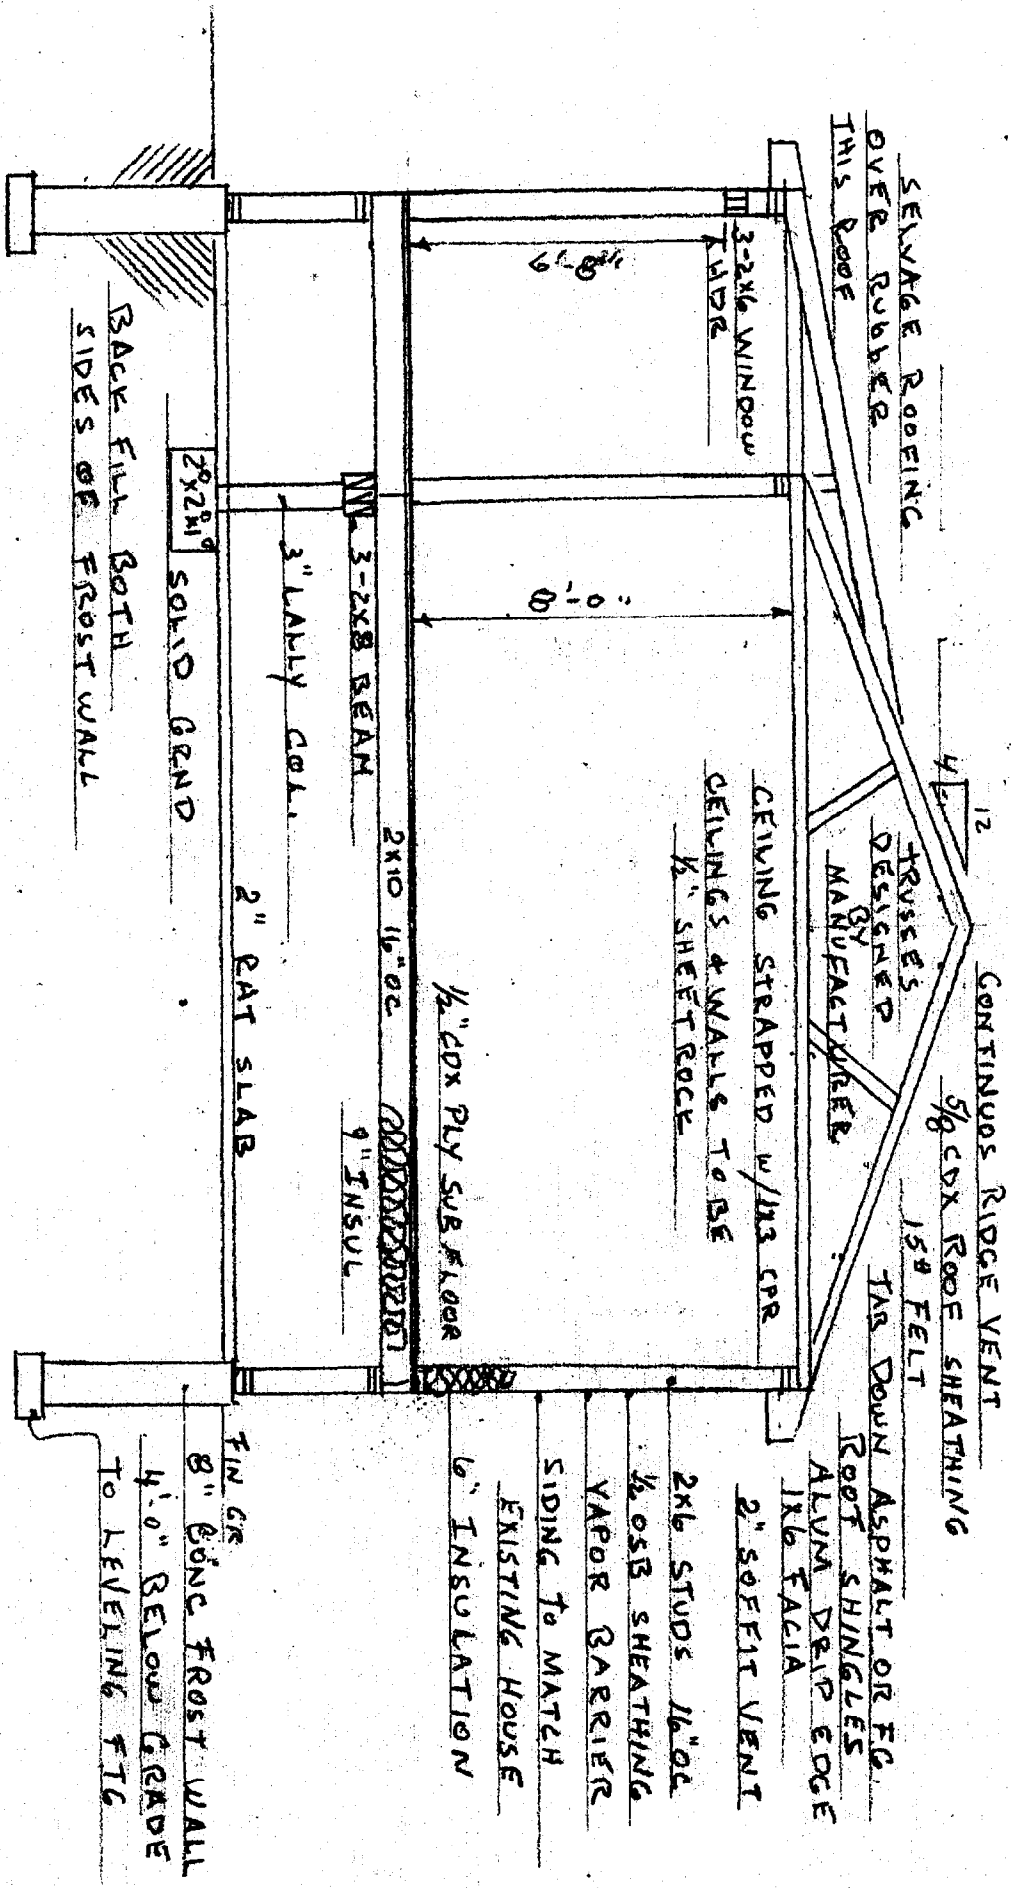 SELVAGE ROOFING
OVER RUbbER
THIS ROOF
4
12
TRUSSES
DESIGNED
BY
MANUFACTURER
CONTINUOS RIDGE VENT
5/8 CDX ROOF SHEATHING
15# FELT
TAB DOWN ASPHALT OR FG.
ROOF SHINGLES
ALUM DRIP EDGE
1X6 FACIA
2" SOFFIT VENT
2X6 STUDS 16"OC
1/2 OSB SHEATHING
VAPOR BARRIER
SIDING TO MATCH
EXISTING HOUSE
6" INSULATION
FIN GR
8" CONC FROST WALL
4'-0" BELOW GRADE
TO LEVELING FTG
3-2X6 WINDOW
HDR
6'-8"
8'-0"
CEILING STRAPPED W/1X3 CPR
CEILINGS & WALLS TO BE
1/2" SHEETROCK
1/2" CDX PLY SUB FLOOR
2X10 16"OC
9" INSUL
3-2X8 BEAM
3" LALLY COL.
2" RAT SLAB
2°X2°X1°
SOLID GRND
BACK FILL BOTH
SIDES OF FROST WALL